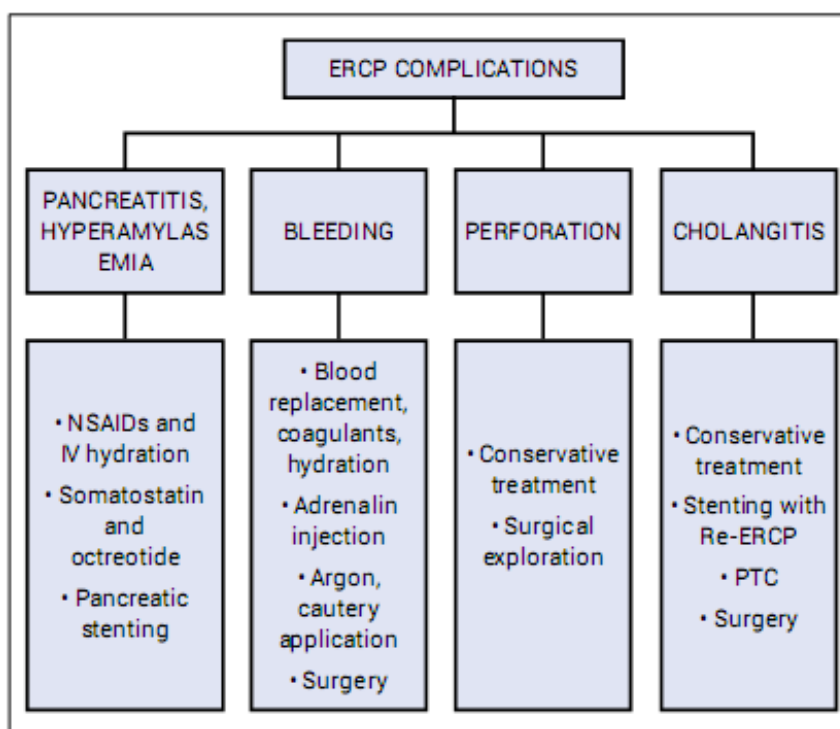 ERCP COMPLICATIONS
PANCREATITIS,
HYPERAMYLAS
EMIA
BLEEDING
PERFORATION
CHOLANGITIS
• NSAIDs and
IV hydration
• Somatostatin
and
octreotide
• Pancreatic
stenting
• Blood
replacement,
coagulants,
hydration
• Adrenalin
injection
• Argon,
cautery
application
• Surgery
• Conservative
treatment
• Surgical
exploration
• Conservative
treatment
• Stenting with
Re-ERCP
• PTC
• Surgery